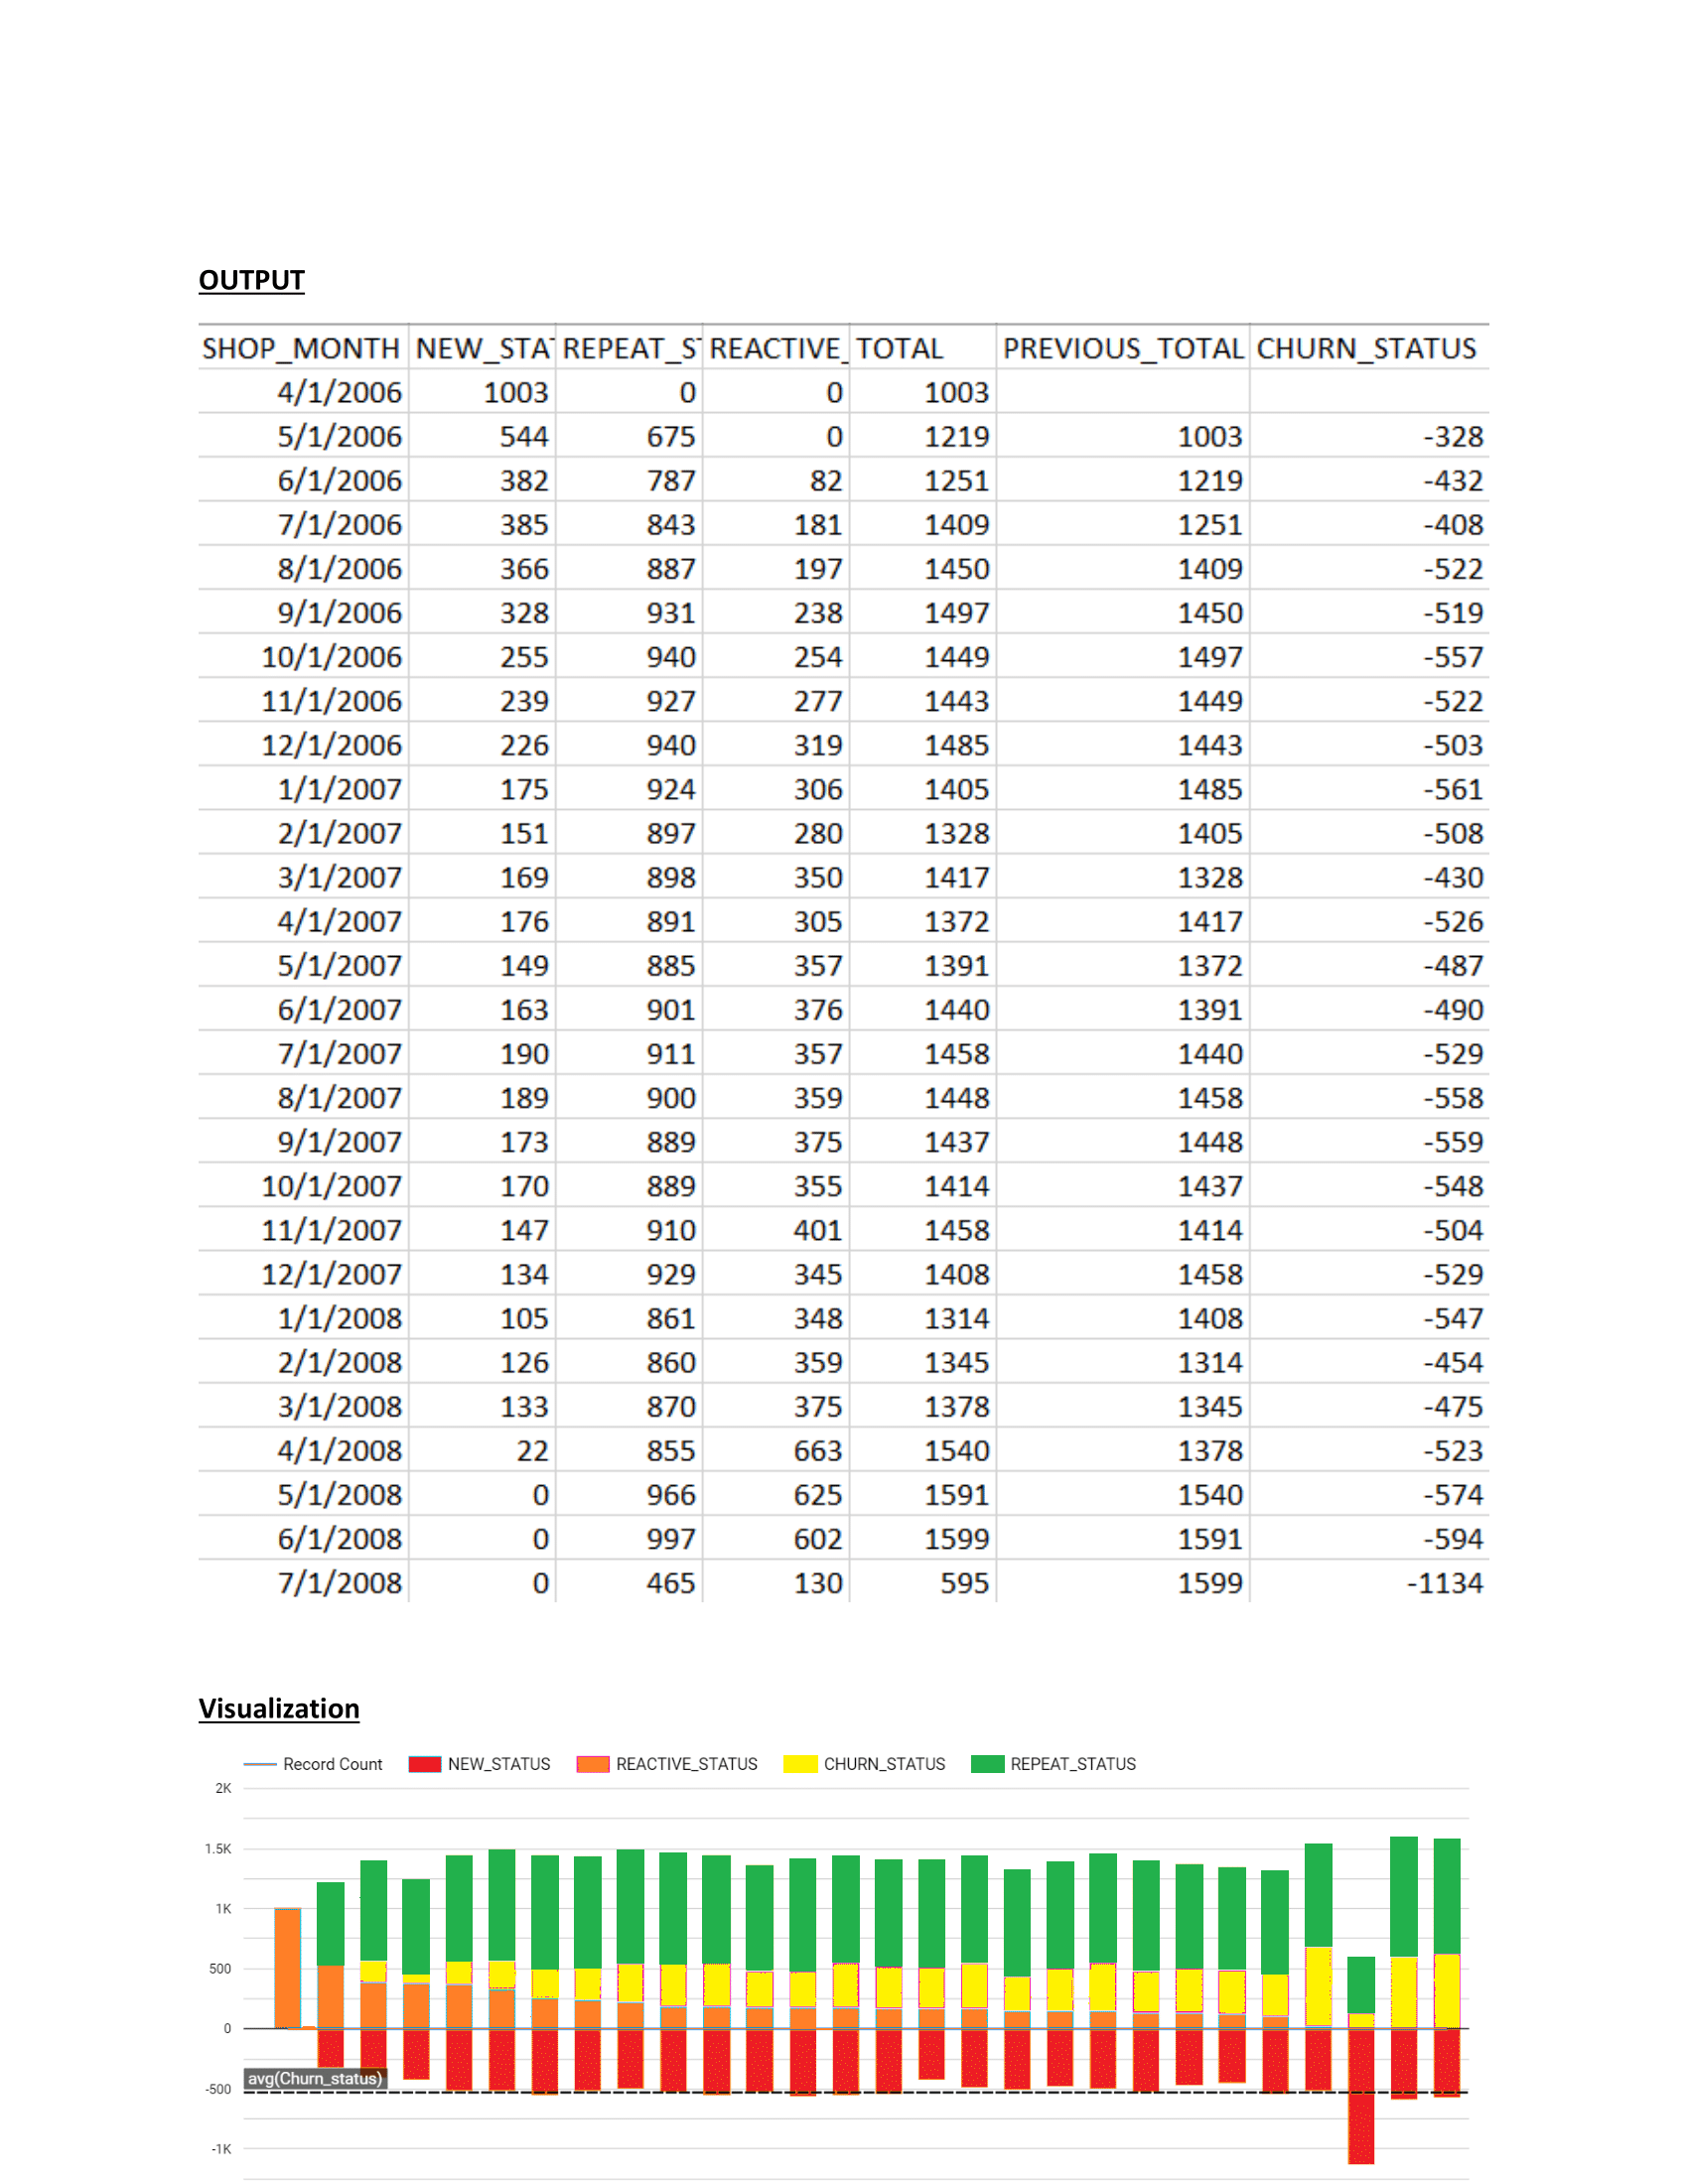 OUTPUT
SHOP_MONTH NEW_STAT REPEAT_ST REACTIVE_ TOTAL PREVIOUS_TOTAL CHURN_STATUS
4/1/2006 1003 0 0 1003
5/1/2006 544 675 0 1219 1003 -328
6/1/2006 382 787 82 1251 1219 -432
7/1/2006 385 843 181 1409 1251 -408
8/1/2006 366 887 197 1450 1409 -522
9/1/2006 328 931 238 1497 1450 -519
10/1/2006 255 940 254 1449 1497 -557
11/1/2006 239 927 277 1443 1449 -522
12/1/2006 226 940 319 1485 1443 -503
1/1/2007 175 924 306 1405 1485 -561
2/1/2007 151 897 280 1328 1405 -508
3/1/2007 169 898 350 1417 1328 -430
4/1/2007 176 891 305 1372 1417 -526
5/1/2007 149 885 357 1391 1372 -487
6/1/2007 163 901 376 1440 1391 -490
7/1/2007 190 911 357 1458 1440 -529
8/1/2007 189 900 359 1448 1458 -558
9/1/2007 173 889 375 1437 1448 -559
10/1/2007 170 889 355 1414 1437 -548
11/1/2007 147 910 401 1458 1414 -504
12/1/2007 134 929 345 1408 1458 -529
1/1/2008 105 861 348 1314 1408 -547
2/1/2008 126 860 359 1345 1314 -454
3/1/2008 133 870 375 1378 1345 -475
4/1/2008 22 855 663 1540 1378 -523
5/1/2008 0 966 625 1591 1540 -574
6/1/2008 0 997 602 1599 1591 -594
7/1/2008 0 465 130 595 1599 -1134
Visualization
Record Count NEW_STATUS REACTIVE_STATUS CHURN_STATUS REPEAT_STATUS
2K
1.5K
1K
500
0
avg(Churn_status)
-500
-1K